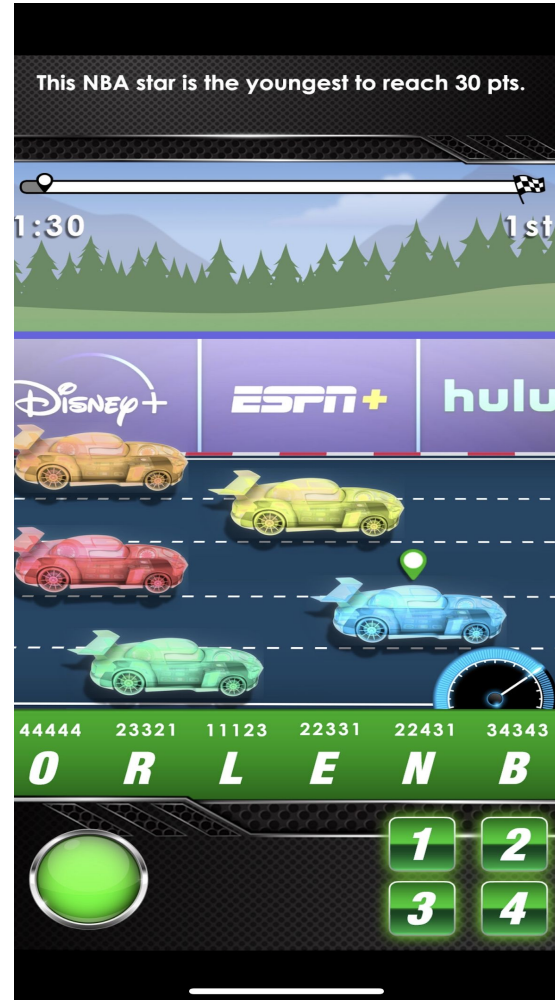 This NBA star is the youngest to reach 30 pts.
1:30 1st
Disney+ ESPN+ hulu
44444 23321 11123 22331 22431 34343
O R L E N B
1 2
3 4